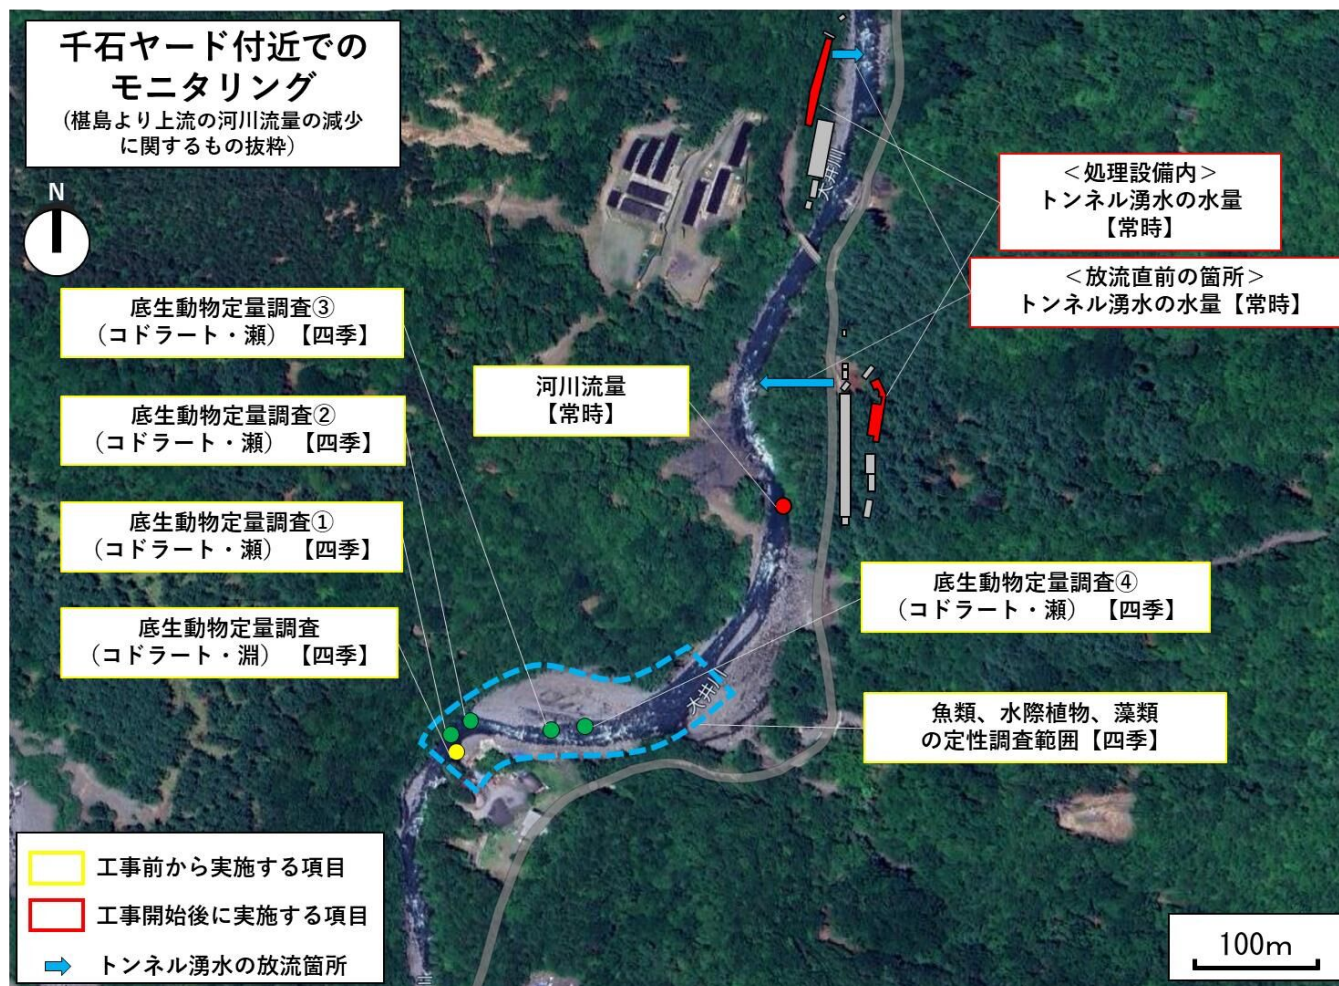 千石ヤード付近での
モニタリング
(椹島より上流の河川流量の減少
に関するもの抜粋)
N
大井川
<処理設備内>
トンネル湧水の水量
【常時】
<放流直前の箇所>
トンネル湧水の水量【常時】
底生動物定量調査③
(コドラート・瀬)【四季】
河川流量
【常時】
底生動物定量調査②
(コドラート・瀬) 【四季】
底生動物定量調査①
(コドラート・瀬) 【四季】
底生動物定量調査④
(コドラート・瀬) 【四季】
底生動物定量調査
(コドラート・淵) 【四季】
大井川
魚類、水際植物、藻類
の定性調査範囲【四季】
工事前から実施する項目
工事開始後に実施する項目
トンネル湧水の放流箇所
100m
川